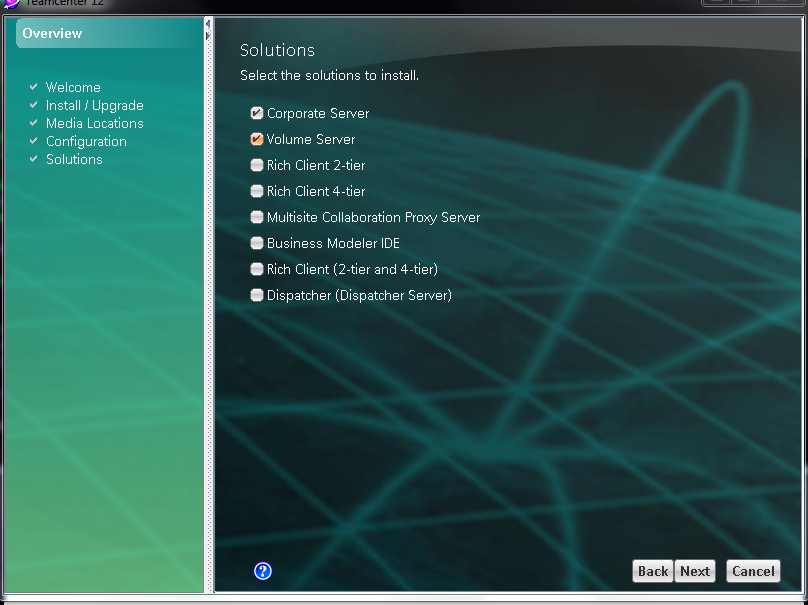 Teamcenter 12
Overview
Welcome
Install / Upgrade
Media Locations
Configuration
Solutions
Solutions
Select the solutions to install.
Corporate Server
Volume Server
Rich Client 2-tier
Rich Client 4-tier
Multisite Collaboration Proxy Server
Business Modeler IDE
Rich Client (2-tier and 4-tier)
Dispatcher (Dispatcher Server)
?
Back Next Cancel